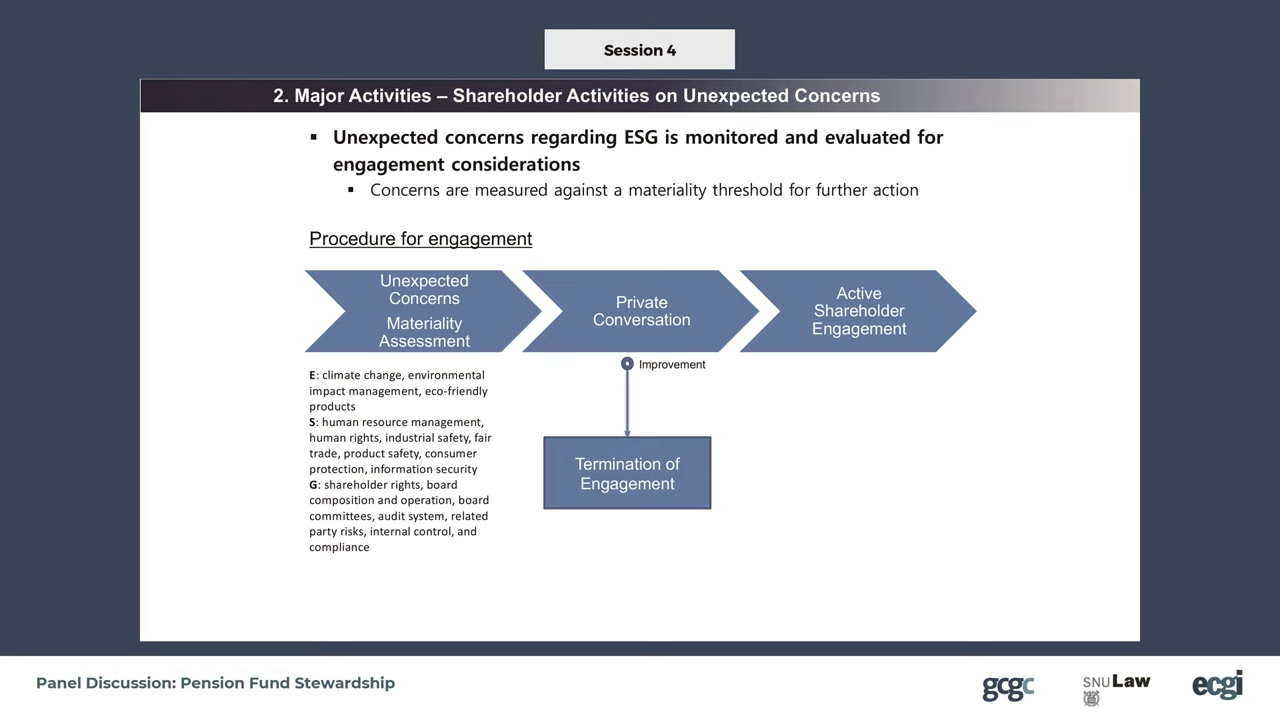 Session 4
2. Major Activities – Shareholder Activities on Unexpected Concerns
▪ Unexpected concerns regarding ESG is monitored and evaluated for
engagement considerations
▪ Concerns are measured against a materiality threshold for further action
Procedure for engagement
Unexpected
Concerns
Materiality
Assessment
Private
Conversation
Active
Shareholder
Engagement
Improvement
E: climate change, environmental
impact management, eco-friendly
products
S: human resource management,
human rights, industrial safety, fair
trade, product safety, consumer
protection, information security
G: shareholder rights, board
composition and operation, board
committees, audit system, related
party risks, internal control, and
compliance
Termination of
Engagement
Panel Discussion: Pension Fund Stewardship
gcgc
SNU Law
ecgi